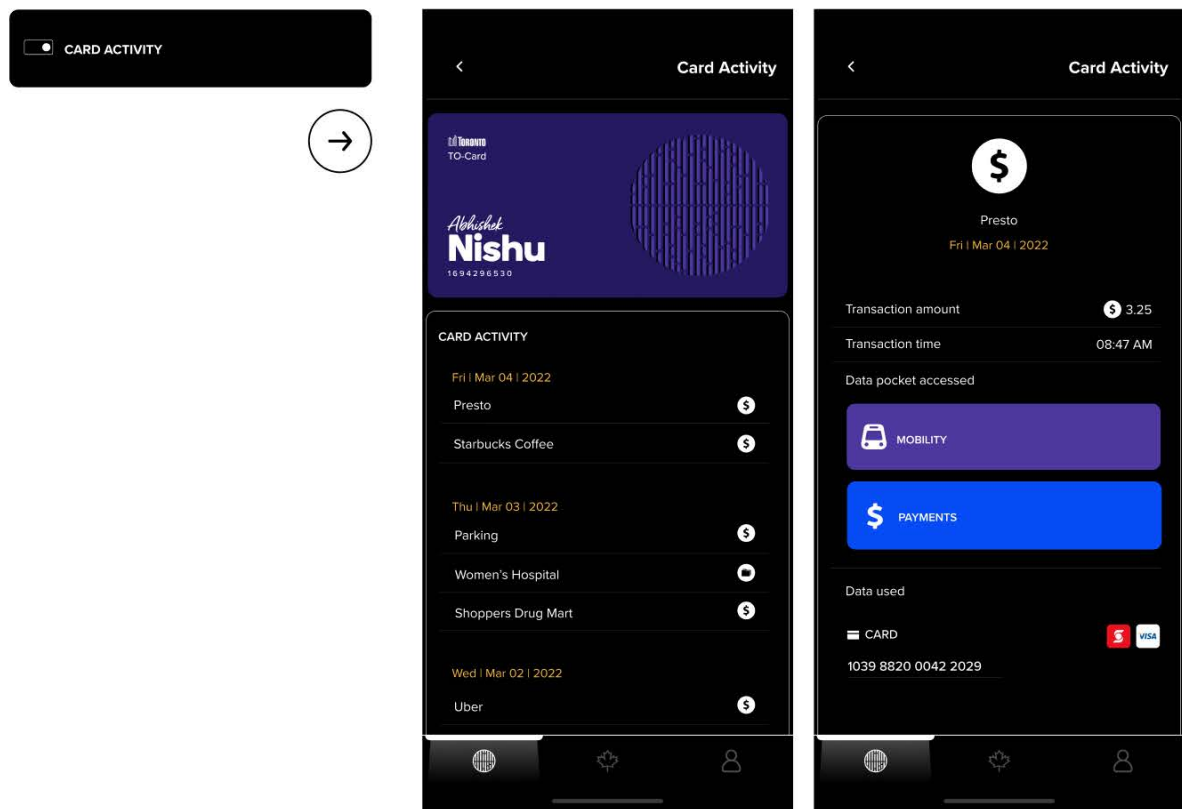 CARD ACTIVITY
Card Activity
TORONTO
TO-Card
Abhishek
Nishu
1694296530
CARD ACTIVITY
Fri | Mar 04 | 2022
Presto
Starbucks Coffee
Thu | Mar 03 | 2022
Parking
Women's Hospital
Shoppers Drug Mart
Wed | Mar 02 | 2022
Uber
Card Activity
Presto
Fri | Mar 04 | 2022
Transaction amount $ 3.25
Transaction time 08:47 AM
Data pocket accessed
MOBILITY
$ PAYMENTS
Data used
CARD VISA
1039 8820 0042 2029